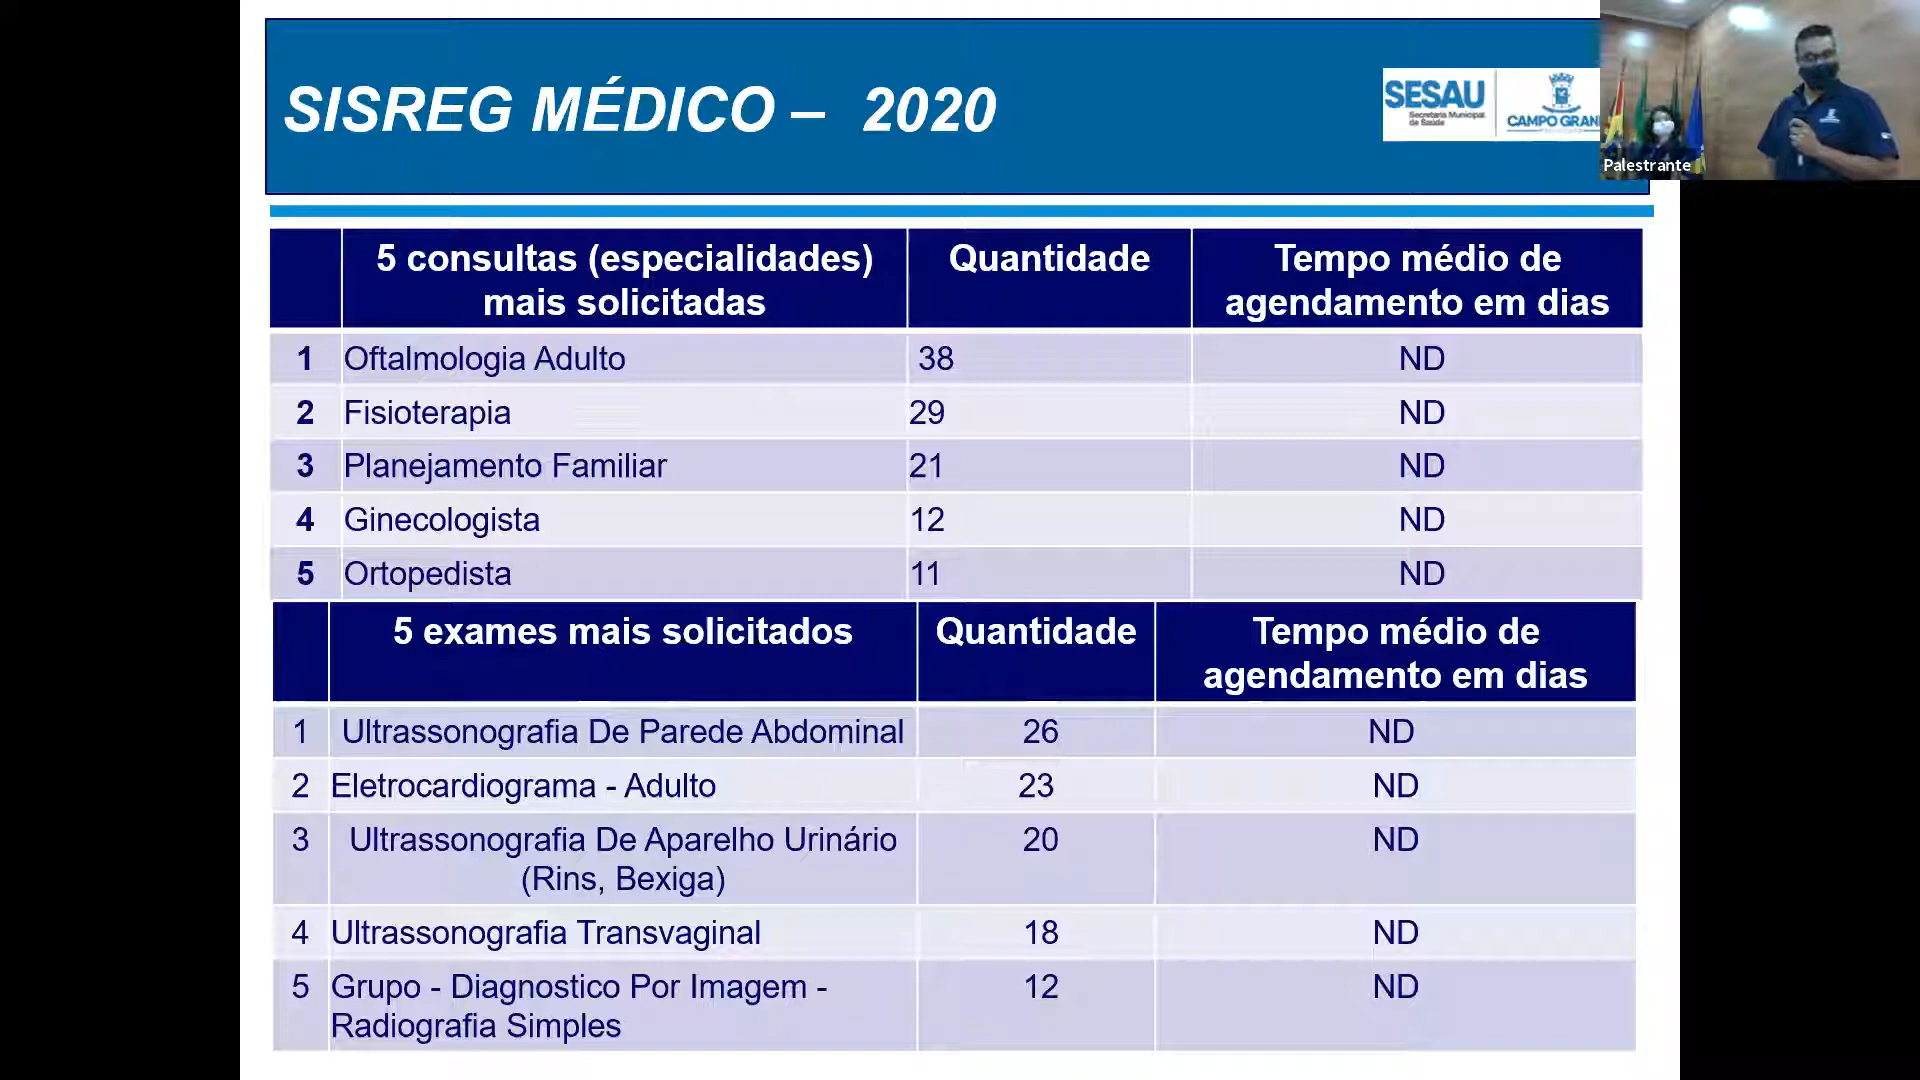 SISREG MÉDICO – 2020
SESAU
Secretaria Municipal
de Saúde
CAMPO GRAN
Palestrante
5 consultas (especialidades)
mais solicitadas
Quantidade
Tempo médio de
agendamento em dias
1 Oftalmologia Adulto 38 ND
2 Fisioterapia 29 ND
3 Planejamento Familiar 21 ND
4 Ginecologista 12 ND
5 Ortopedista 11 ND
5 exames mais solicitados
Quantidade
Tempo médio de
agendamento em dias
1 Ultrassonografia De Parede Abdominal 26 ND
2 Eletrocardiograma - Adulto 23 ND
3 Ultrassonografia De Aparelho Urinário 20 ND
(Rins, Bexiga)
4 Ultrassonografia Transvaginal 18 ND
5 Grupo - Diagnostico Por Imagem - 12 ND
Radiografia Simples